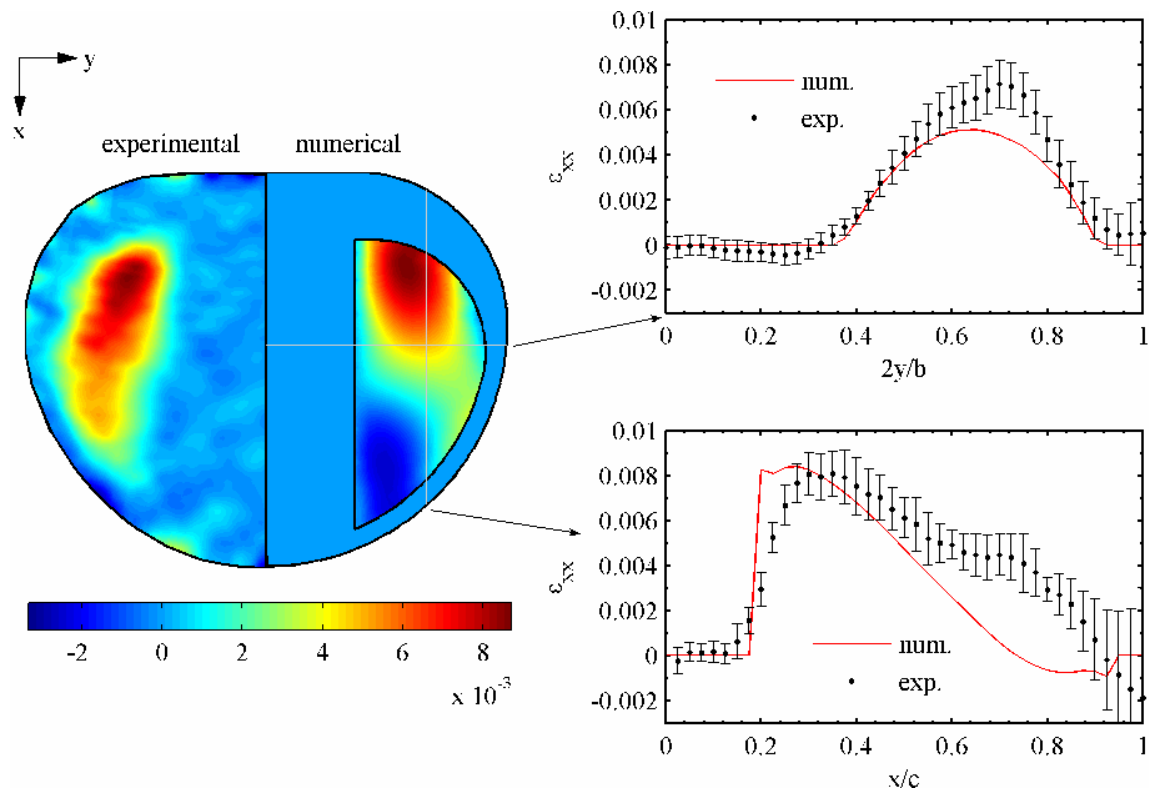 y
x
experimental munerical
-2 0 2 4 6 8
x 10⁻³
0.01
0.008
0.006
0.004
0.002
0
-0.002
εxx
num.
exp.
0 0.2 0.4 0.6 0.8 1
2y/b
0.01
0.008
0.006
0.004
0.002
0
-0.002
εxx
num.
exp.
0 0.2 0.4 0.6 0.8 1
x/c